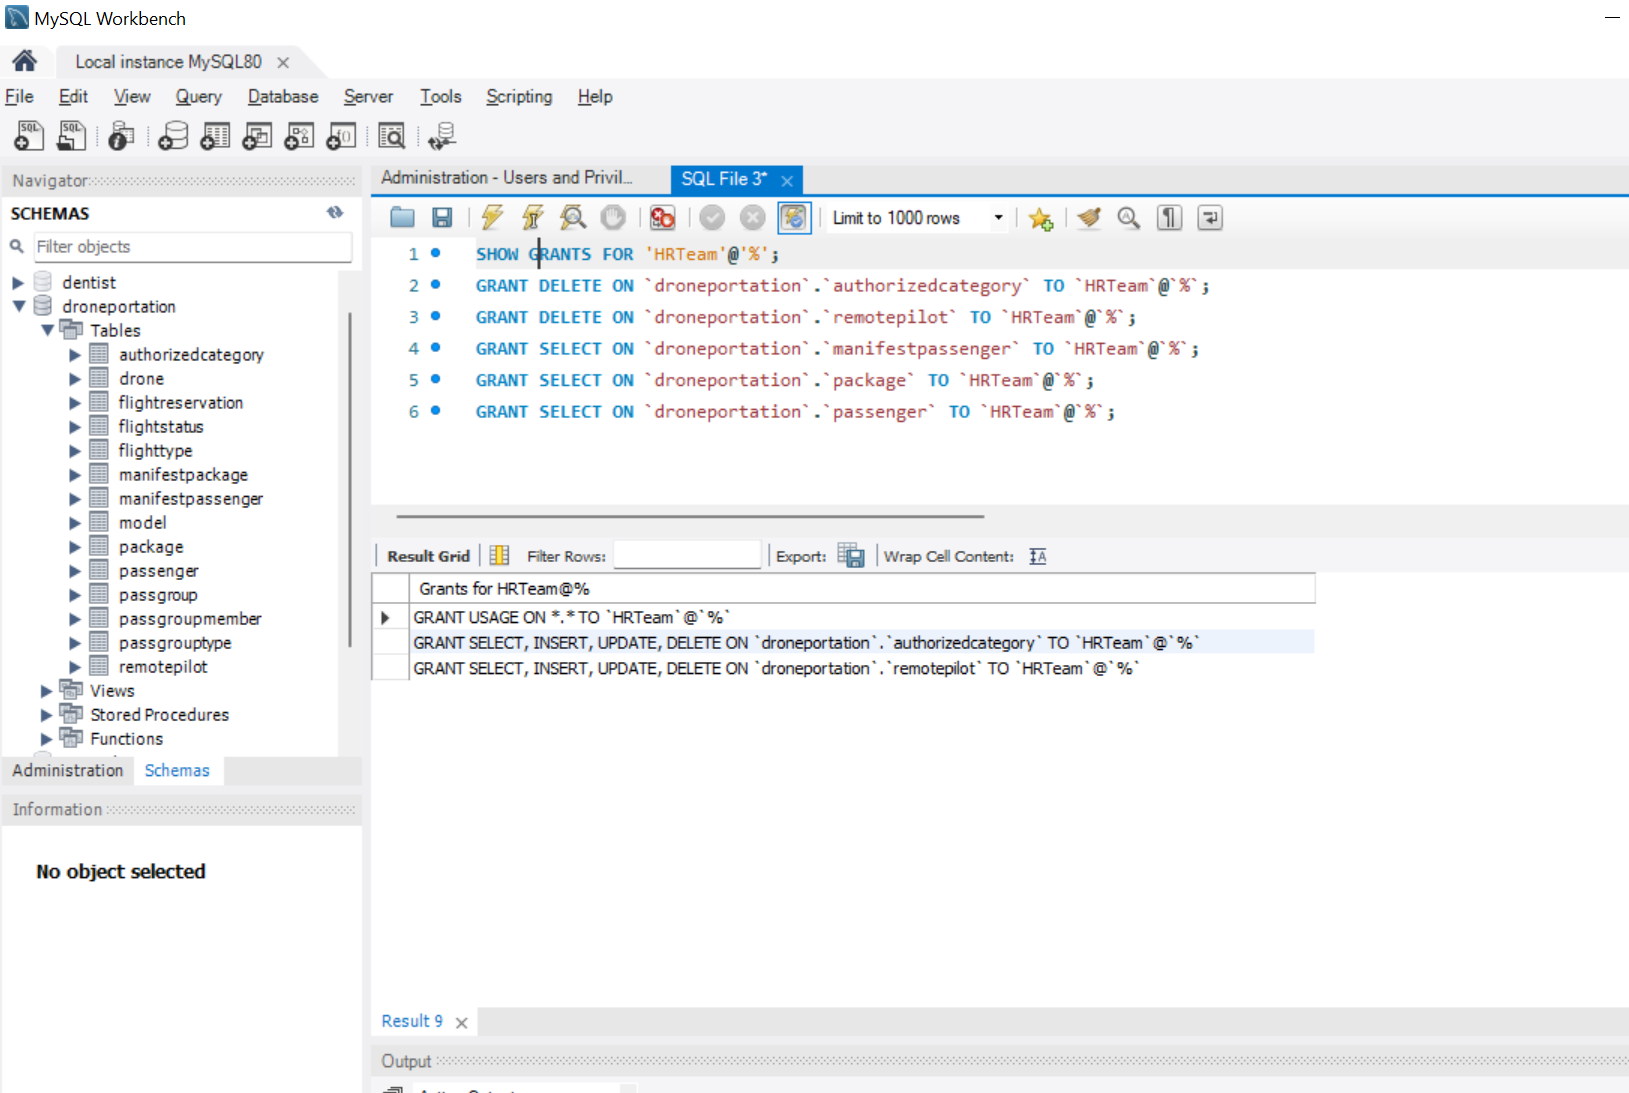 MySQL Workbench
Local instance MySQL80
File Edit View Query Database Server Tools Scripting Help
Navigator
SCHEMAS
Filter objects
dentist
droneportation
Tables
authorizedcategory
drone
flightreservation
flightstatus
flighttype
manifestpackage
manifestpassenger
model
package
passenger
passgroup
passgroupmember
passgrouptype
remotepilot
Views
Stored Procedures
Functions
Administration Schemas
Information
No object selected
Administration - Users and Privil...
SQL File 3*
Limit to 1000 rows
1 SHOW GRANTS FOR 'HRTeam'@'%';
2 GRANT DELETE ON `droneportation`.`authorizedcategory` TO `HRTeam`@`%`;
3 GRANT DELETE ON `droneportation`.`remotepilot` TO `HRTeam`@`%`;
4 GRANT SELECT ON `droneportation`.`manifestpassenger` TO `HRTeam`@`%`;
5 GRANT SELECT ON `droneportation`.`package` TO `HRTeam`@`%`;
6 GRANT SELECT ON `droneportation`.`passenger` TO `HRTeam`@`%`;
Result Grid Filter Rows: Export: Wrap Cell Content:
Grants for HRTeam@%
GRANT USAGE ON *.* TO `HRTeam`@`%`
GRANT SELECT, INSERT, UPDATE, DELETE ON `droneportation`.`authorizedcategory` TO `HRTeam`@`%`
GRANT SELECT, INSERT, UPDATE, DELETE ON `droneportation`.`remotepilot` TO `HRTeam`@`%`
Result 9
Output